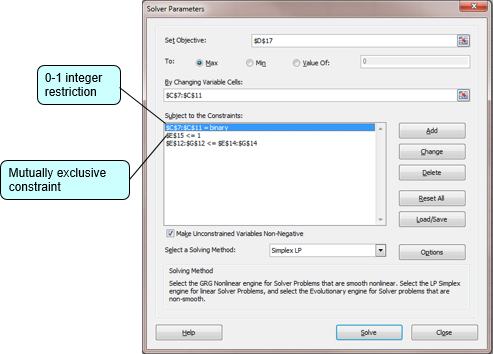 Solver Parameters
Set Objective: $D$17
To: Max Min Value Of: 0
By Changing Variable Cells:
$C$7:$C$11
Subject to the Constraints:
$C$7:$C$11 = binary
$E$15 <= 1
$E$12:$G$12 <= $E$14:$G$14
Add
Change
Delete
Reset All
Load/Save
Make Unconstrained Variables Non-Negative
Select a Solving Method: Simplex LP Options
Solving Method
Select the GRG Nonlinear engine for Solver Problems that are smooth nonlinear. Select the LP Simplex
engine for linear Solver Problems, and select the Evolutionary engine for Solver problems that are
non-smooth.
Help Solve Close
0-1 integer
restriction
Mutually exclusive
constraint